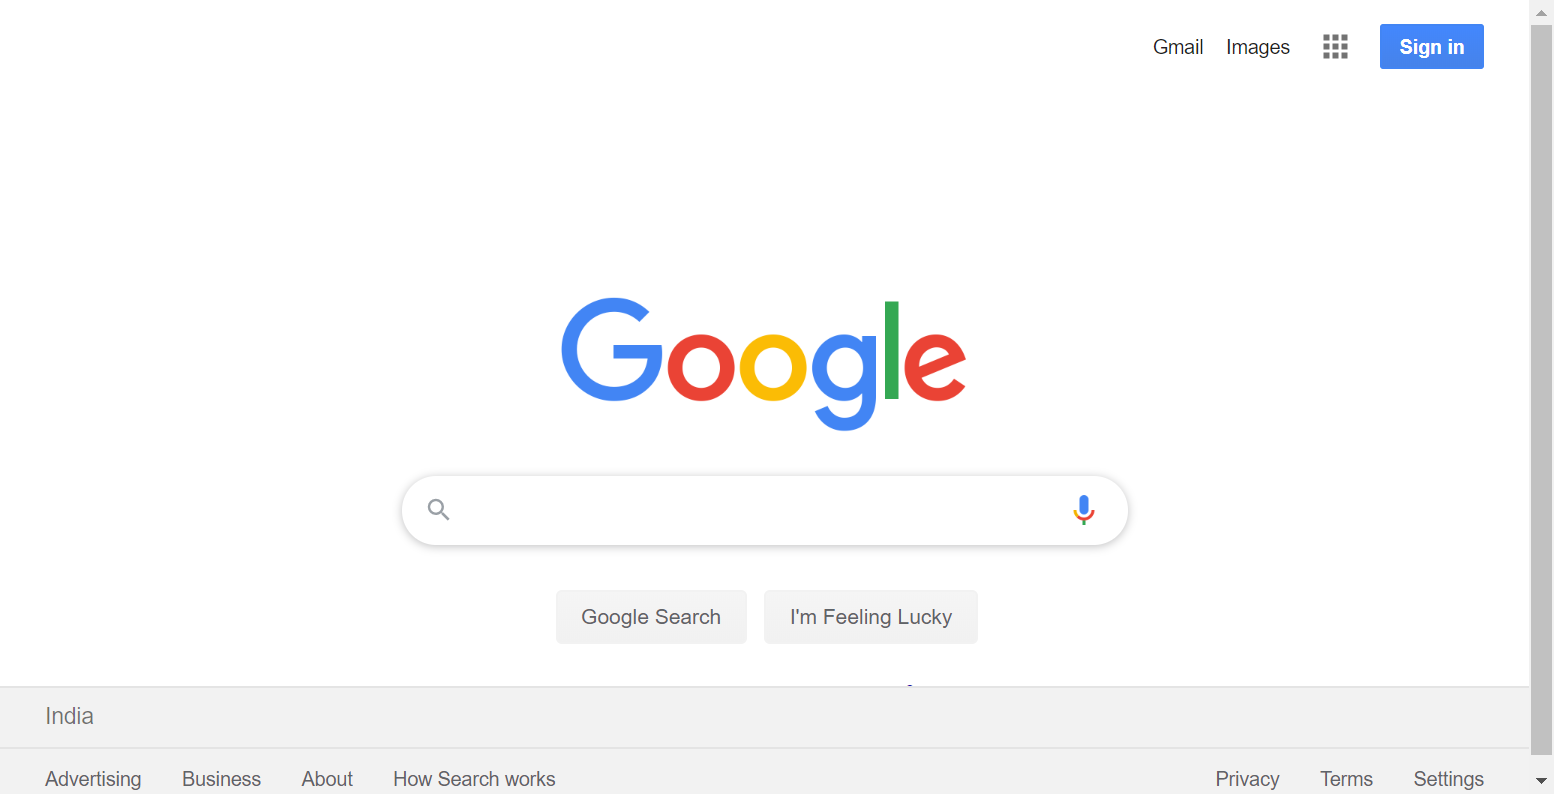 Gmail Images Sign in
Google
Google Search I'm Feeling Lucky
India
Advertising Business About How Search works Privacy Terms Settings